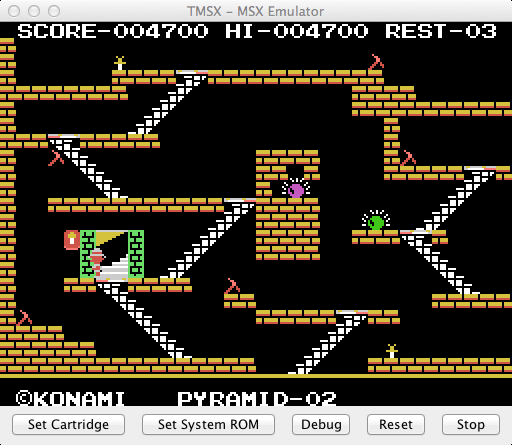 TMSX - MSX Emulator
SCORE-004700 HI-004700 REST-03
©KONAMI PYRAMID-02
Set Cartridge Set System ROM Debug Reset Stop